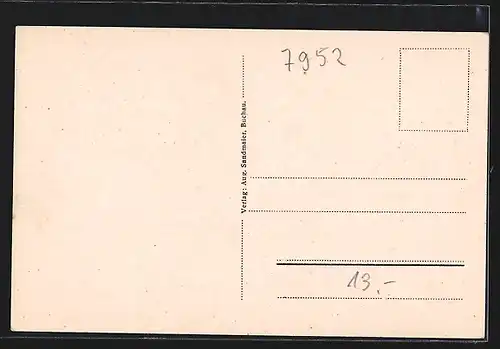 7952
Verlag: Aug. Sandmaier, Buchau.
13.-